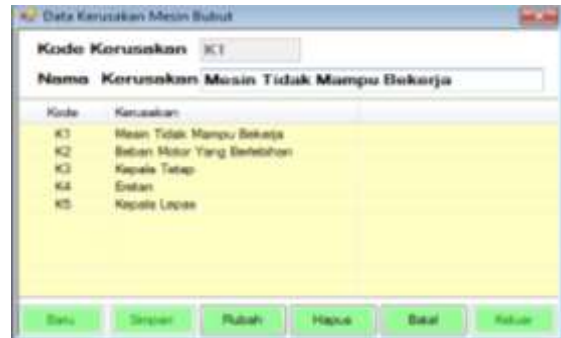 Data Kerusakan Mesin Bubut
Kode Kerusakan K1
Nama Kerusakan Mesin Tidak Mampu Bekerja
Kode Kerusakan
K1 Mesin Tidak Mampu Bekerja
K2 Beban Motor Yang Berlebihan
K3 Kepala Tetap
K4 Eretan
K5 Kepala Lepas
Baru Simpan Rubah Hapus Batal Keluar